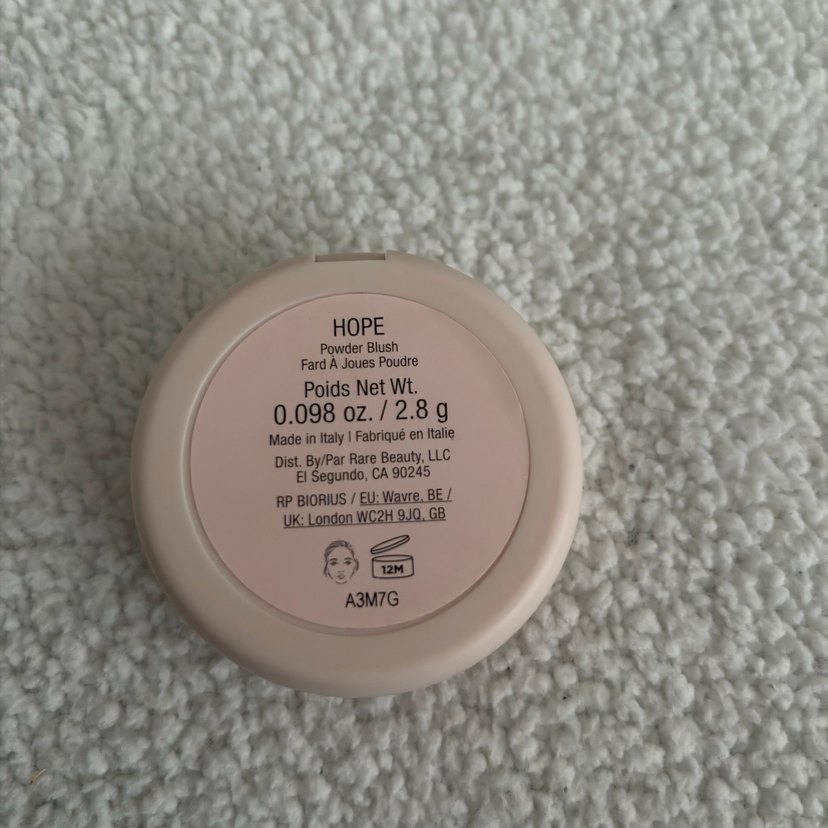 HOPE
Powder Blush
Fard À Joues Poudre
Poids Net Wt.
0.098 oz. / 2.8 g
Made in Italy | Fabriqué en Italie
Dist. By/Par Rare Beauty, LLC
El Segundo, CA 90245
RP BIORIUS / EU: Wavre, BE /
UK: London WC2H 9JQ, GB
12M
A3M7G